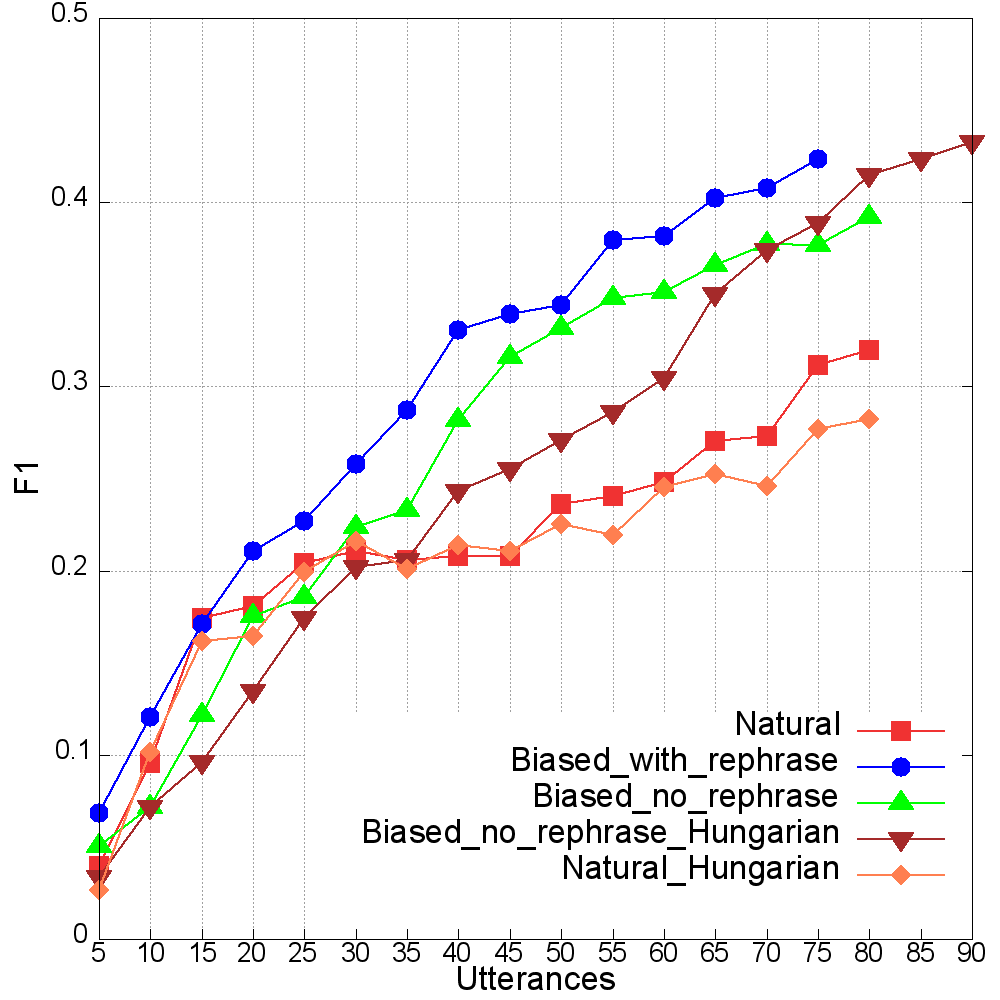 0.5
0.4
0.3
0.2
0.1
0
F1
5 10 15 20 25 30 35 40 45 50 55 60 65 70 75 80 85 90
Utterances
Natural
Biased_with_rephrase
Biased_no_rephrase
Biased_no_rephrase_Hungarian
Natural_Hungarian